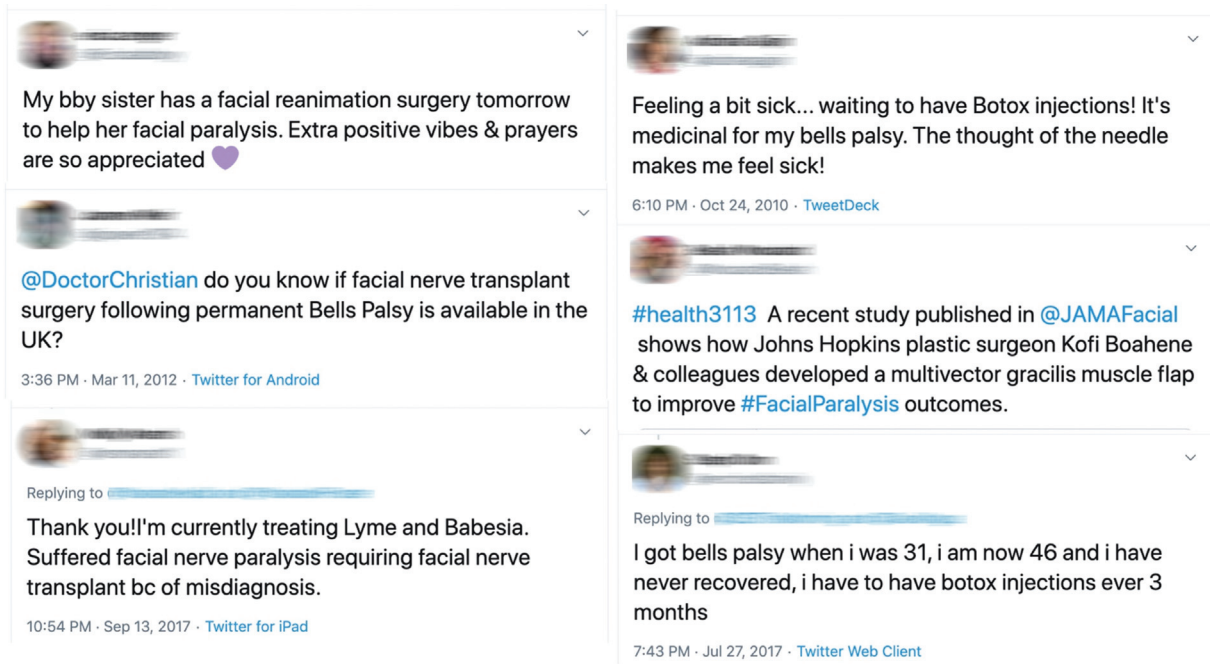 My bby sister has a facial reanimation surgery tomorrow
to help her facial paralysis. Extra positive vibes & prayers
are so appreciated 💜
@DoctorChristian do you know if facial nerve transplant
surgery following permanent Bells Palsy is available in the
UK?
3:36 PM · Mar 11, 2012 · Twitter for Android
Replying to
Thank you!I'm currently treating Lyme and Babesia.
Suffered facial nerve paralysis requiring facial nerve
transplant bc of misdiagnosis.
10:54 PM · Sep 13, 2017 · Twitter for iPad
Feeling a bit sick... waiting to have Botox injections! It's
medicinal for my bells palsy. The thought of the needle
makes me feel sick!
6:10 PM · Oct 24, 2010 · TweetDeck
#health3113 A recent study published in @JAMAFacial
shows how Johns Hopkins plastic surgeon Kofi Boahene
& colleagues developed a multivector gracilis muscle flap
to improve #FacialParalysis outcomes.
Replying to
I got bells palsy when i was 31, i am now 46 and i have
never recovered, i have to have botox injections ever 3
months
7:43 PM · Jul 27, 2017 · Twitter Web Client